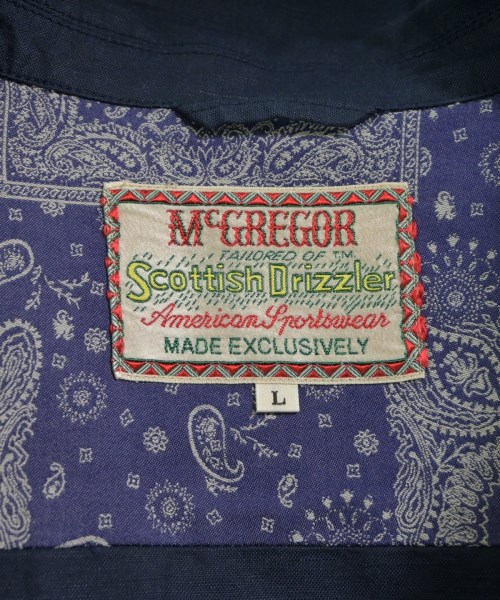 McGREGOR
TAILORED OF ™
Scottish Drizzler
American Sportswear
MADE EXCLUSIVELY
L